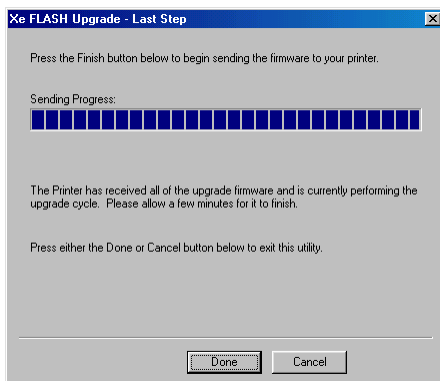 Xe FLASH Upgrade - Last Step
Press the Finish button below to begin sending the firmware to your printer.
Sending Progress:
The Printer has received all of the upgrade firmware and is currently performing the
upgrade cycle.  Please allow a few minutes for it to finish.
Press either the Done or Cancel button below to exit this utility.
Done
Cancel